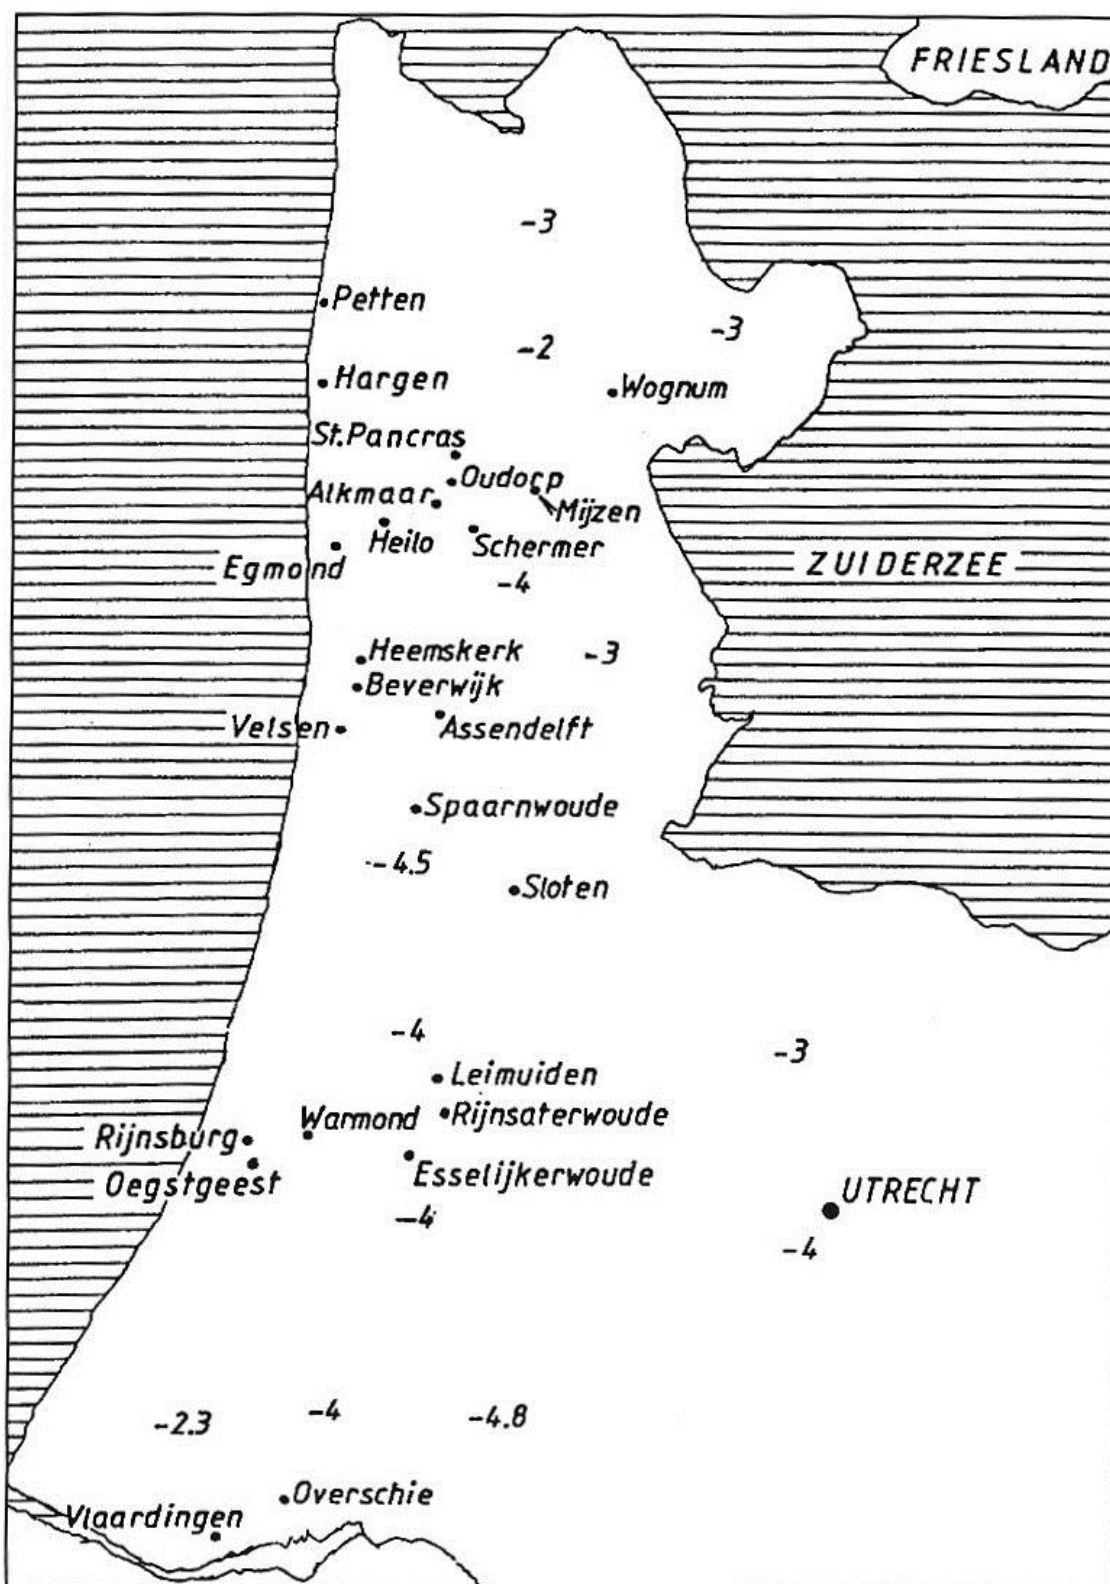 FRIESLAND
-3
Petten
-3
-2
Hargen
Wognum
St.Pancras
Oudorp
Alkmaar
Mijzen
Heilo
Schermer
Egmond
ZUIDERZEE
-4
Heemskerk
-3
Beverwijk
Velsen
Assendelft
Spaarnwoude
-4.5
Sloten
-4
-3
Leimuiden
Warmond
Rijnsaterwoude
Rijnsburg
Esselijkerwoude
Oegstgeest
UTRECHT
-4
-4
-2.3
-4
-4.8
Overschie
Vlaardingen